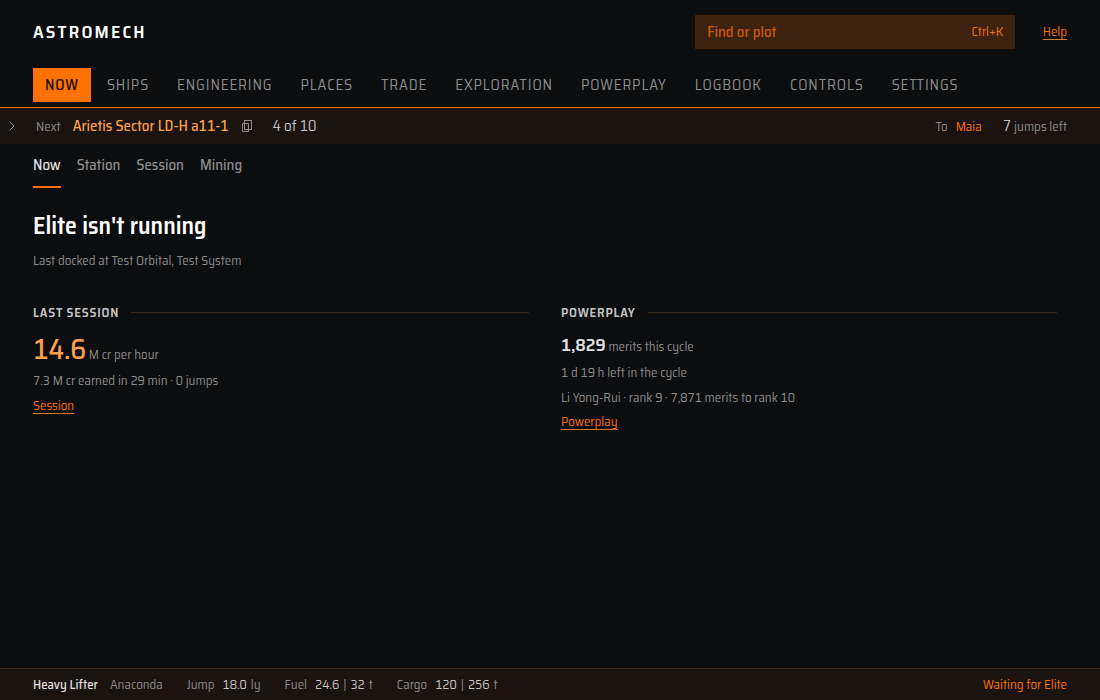 ASTROMECH
Find or plot Ctrl+K Help
NOW SHIPS ENGINEERING PLACES TRADE EXPLORATION POWERPLAY LOGBOOK CONTROLS SETTINGS
Next Arietis Sector LD-H a11-1 4 of 10 To Maia 7 jumps left
Now Station Session Mining
Elite isn't running
Last docked at Test Orbital, Test System
LAST SESSION
14.6 M cr per hour
7.3 M cr earned in 29 min · 0 jumps
Session
POWERPLAY
1,829 merits this cycle
1 d 19 h left in the cycle
Li Yong-Rui · rank 9 · 7,871 merits to rank 10
Powerplay
Heavy Lifter Anaconda Jump 18.0 ly Fuel 24.6 | 32 t Cargo 120 | 256 t Waiting for Elite